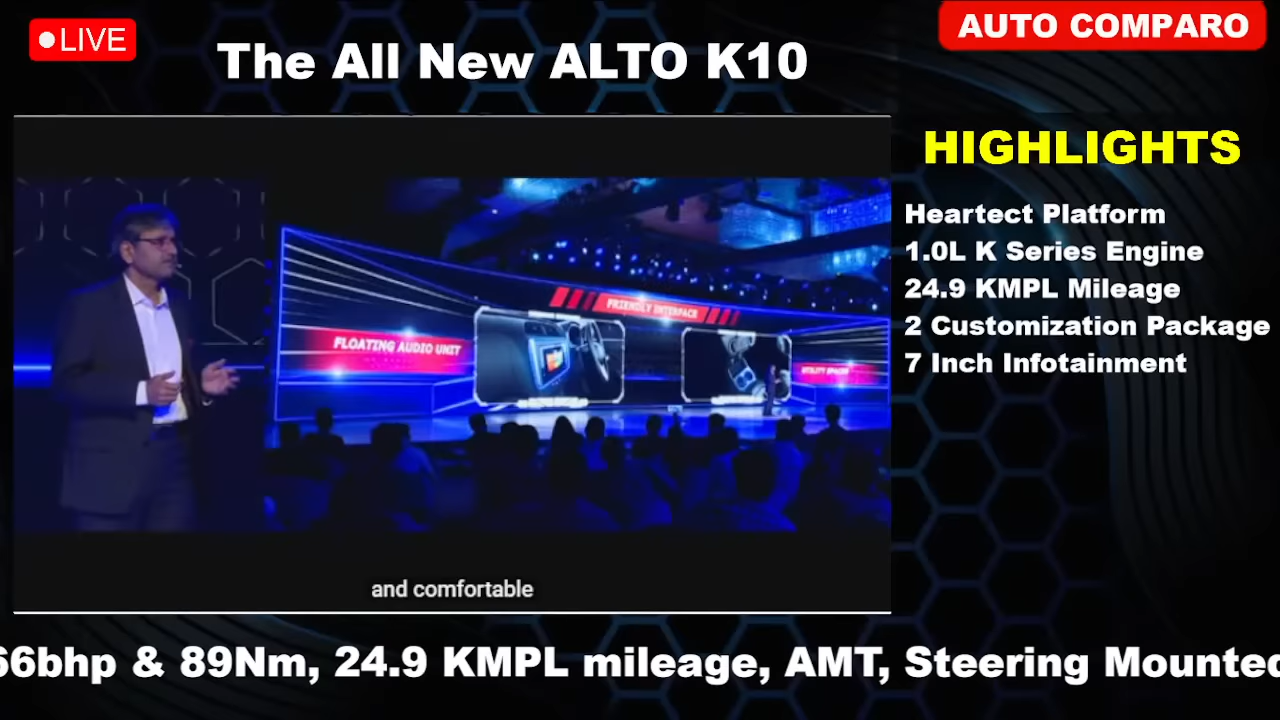 LIVE
AUTO COMPARO
The All New ALTO K10
HIGHLIGHTS
Heartect Platform
1.0L K Series Engine
24.9 KMPL Mileage
2 Customization Package
7 Inch Infotainment
FRIENDLY INTERFACE
FLOATING AUDIO UNIT
UTILITY SPACES
and comfortable
66bhp & 89Nm, 24.9 KMPL mileage, AMT, Steering Mounted